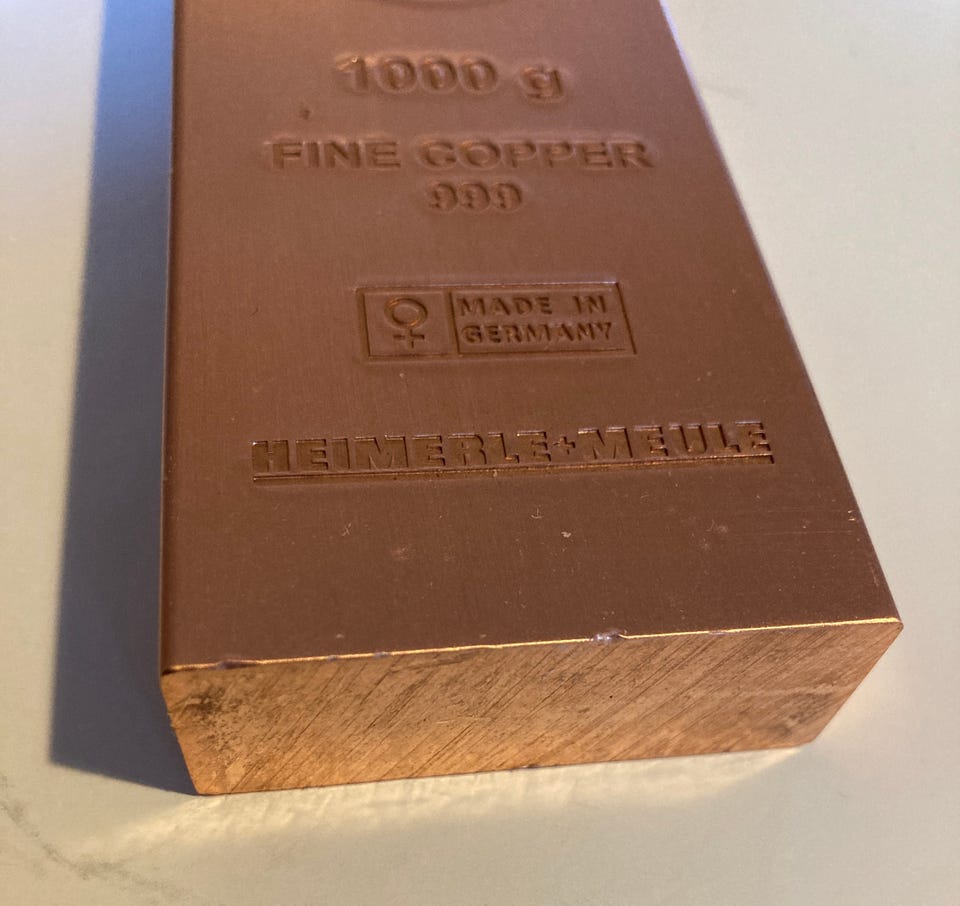 1000 g
FINE COPPER
999
♀ MADE IN
GERMANY
HEIMERLE+MEULE